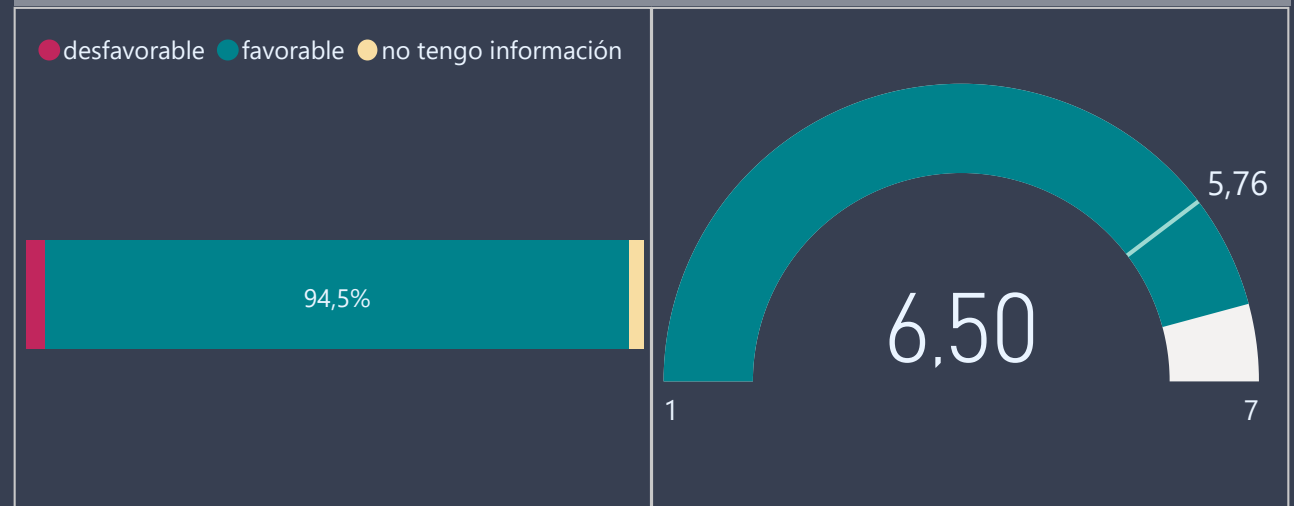 desfavorable favorable no tengo información
94,5%
5,76
6,50
1 7